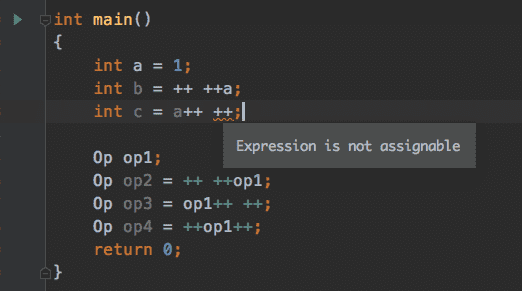 int main()
{
int a = 1;
int b = ++ ++a;
int c = a++ ++;
Expression is not assignable
Op op1;
Op op2 = ++ ++op1;
Op op3 = op1++ ++;
Op op4 = ++op1++;
return 0;
}